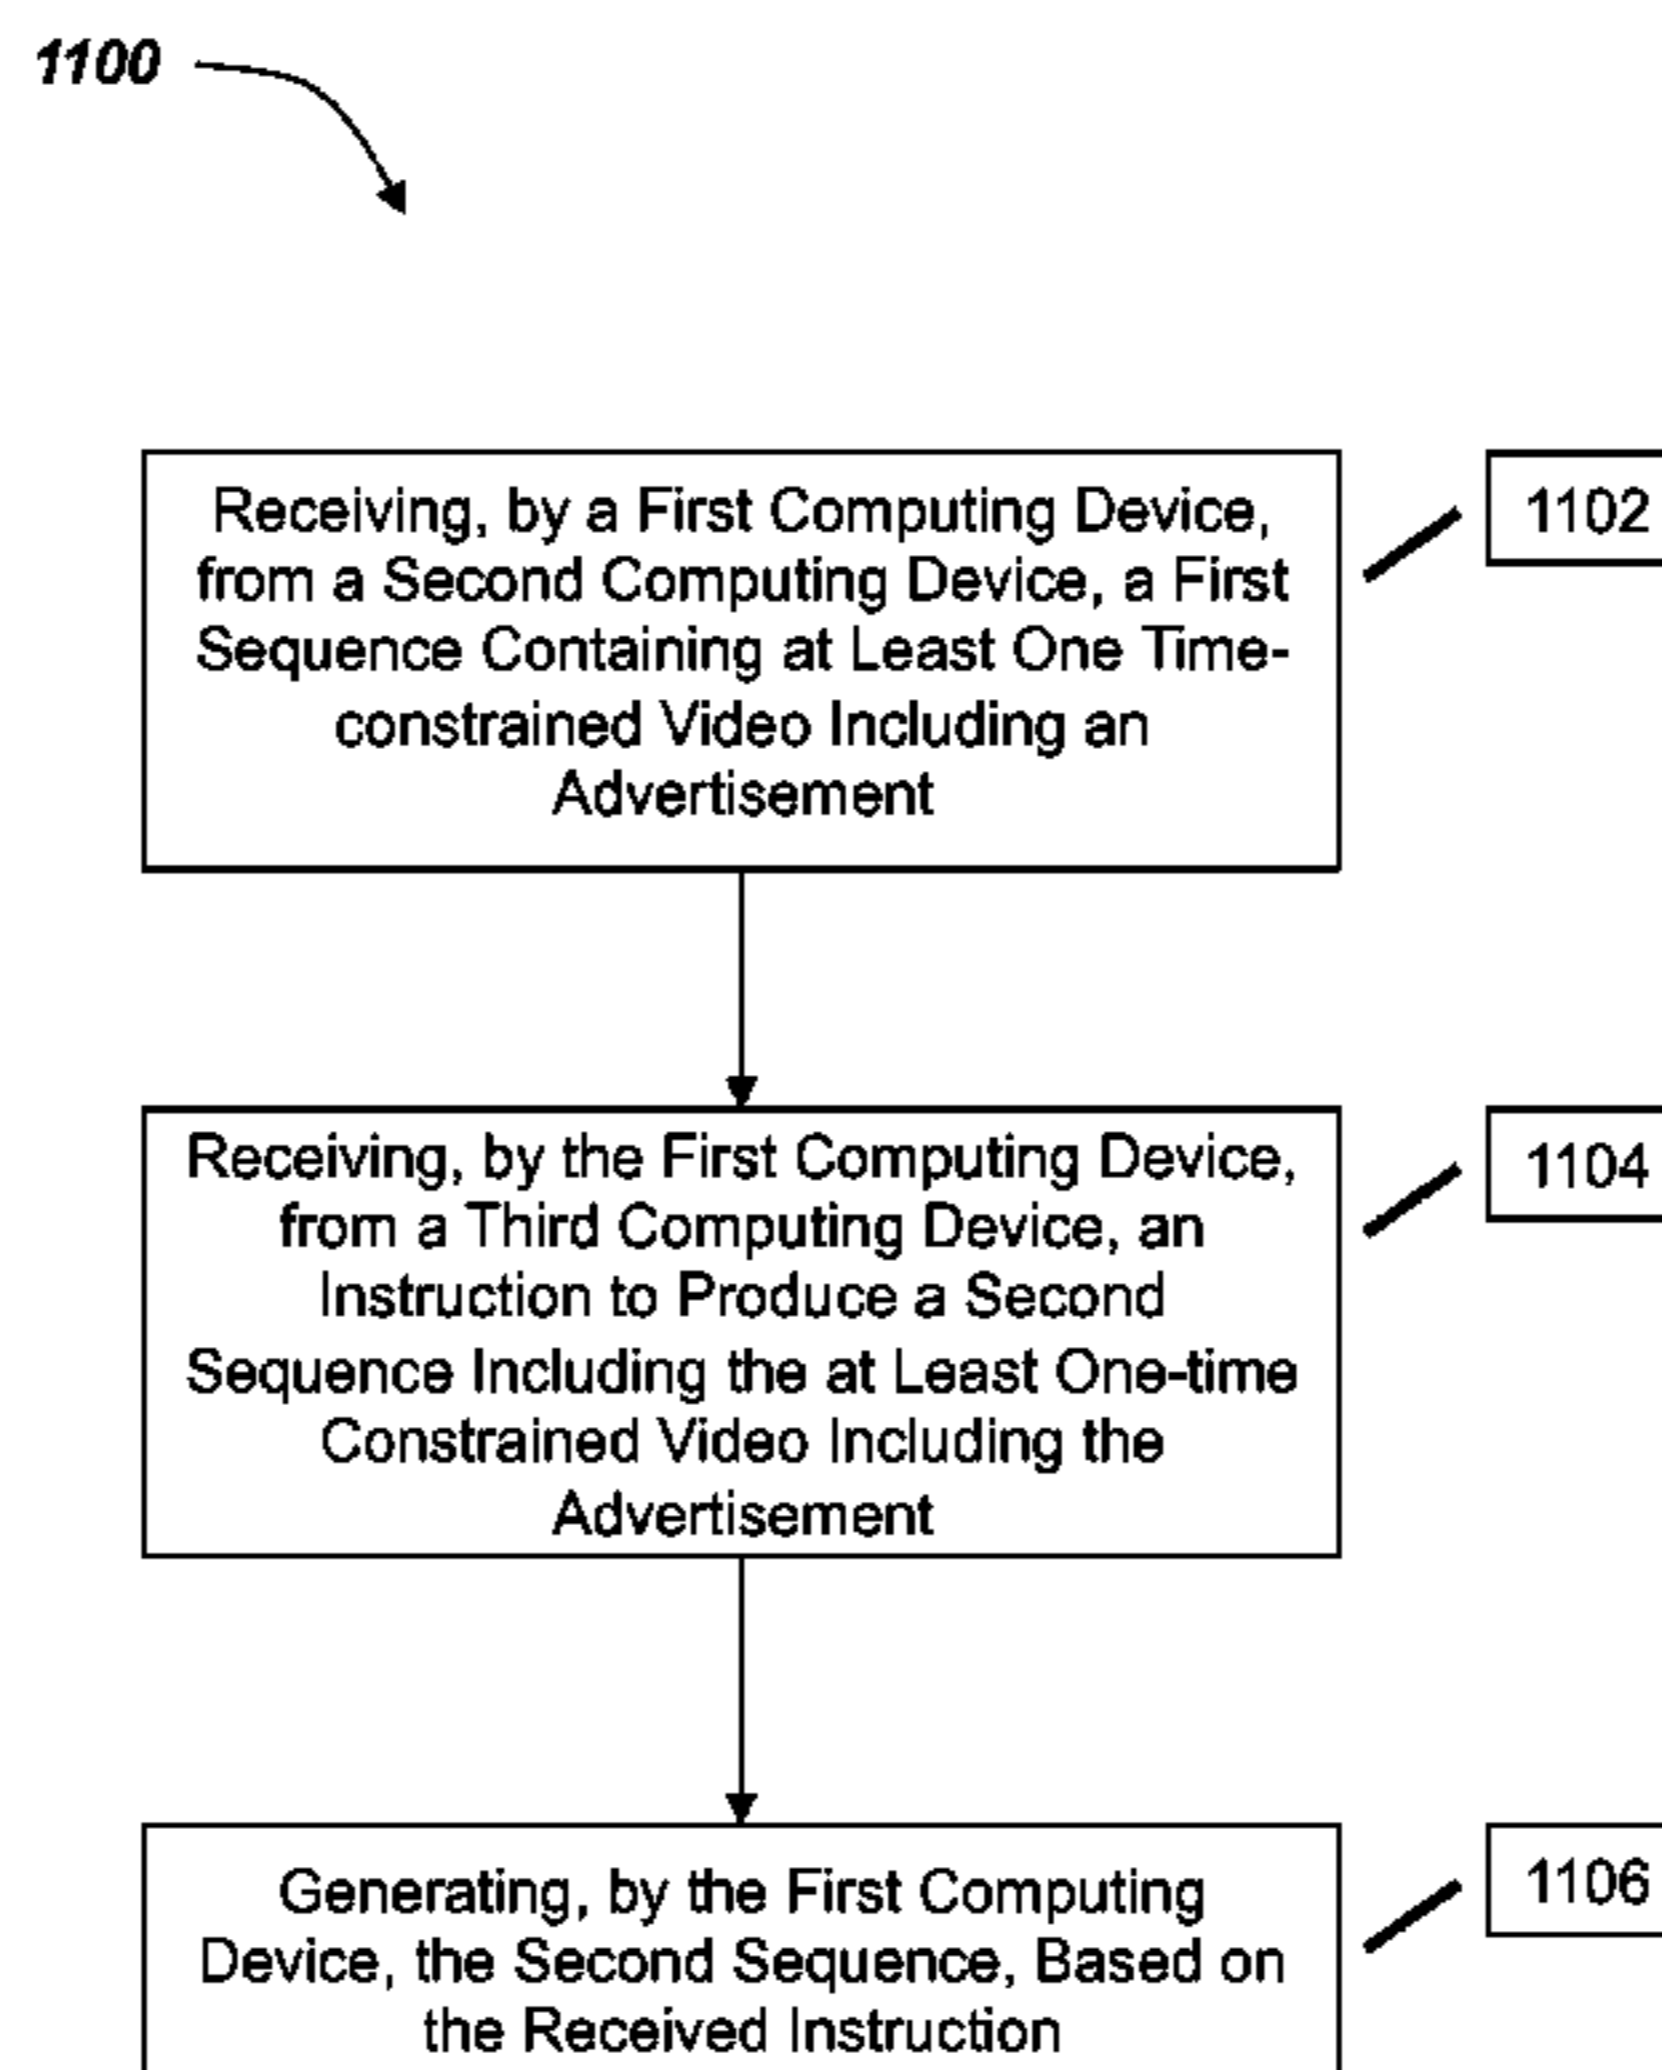 1100
Receiving, by a First Computing Device,
from a Second Computing Device, a First
Sequence Containing at Least One Time-
constrained Video Including an
Advertisement
1102
Receiving, by the First Computing Device,
from a Third Computing Device, an
Instruction to Produce a Second
Sequence Including the at Least One-time
Constrained Video Including the
Advertisement
1104
Generating, by the First Computing
Device, the Second Sequence, Based on
the Received Instruction
1106